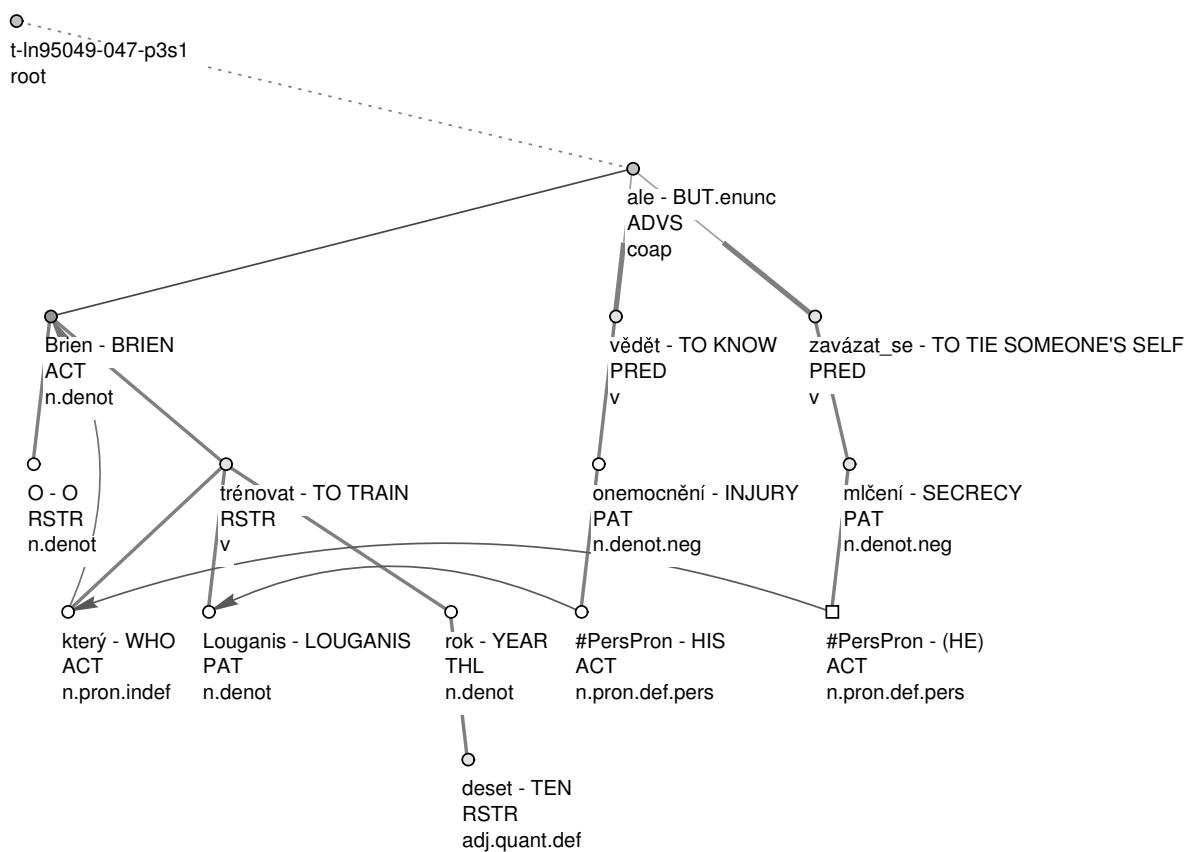 t-ln95049-047-p3s1
root
ale - BUT.enunc
ADVS
coap
Brien - BRIEN
ACT
n.denot
vědět - TO KNOW
PRED
v
zavázat_se - TO TIE SOMEONE'S SELF
PRED
v
O - O
RSTR
n.denot
trénovat - TO TRAIN
RSTR
v
onemocnění - INJURY
PAT
n.denot.neg
mlčení - SECRECY
PAT
n.denot.neg
který - WHO
ACT
n.pron.indef
Louganis - LOUGANIS
PAT
n.denot
rok - YEAR
THL
n.denot
#PersPron - HIS
ACT
n.pron.def.pers
#PersPron - (HE)
ACT
n.pron.def.pers
deset - TEN
RSTR
adj.quant.def